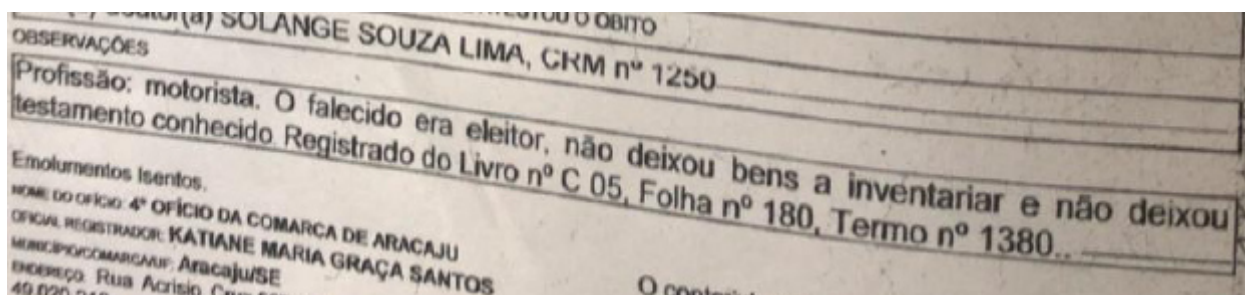 (a) SOLANGE SOUZA LIMA, CRM nº 1250
OBSERVAÇÕES
Profissão: motorista. O falecido era eleitor, não deixou bens a inventariar e não deixou
testamento conhecido. Registrado do Livro nº C 05, Folha nº 180, Termo nº 1380..
Emolumentos Isentos.
NOME DO OFÍCIO: 4º OFÍCIO DA COMARCA DE ARACAJU
OFICIAL REGISTRADOR: KATIANE MARIA GRAÇA SANTOS
MUNICÍPIO/COMARCA/UF: Aracaju/SE
ENDEREÇO: Rua Acrisio
O